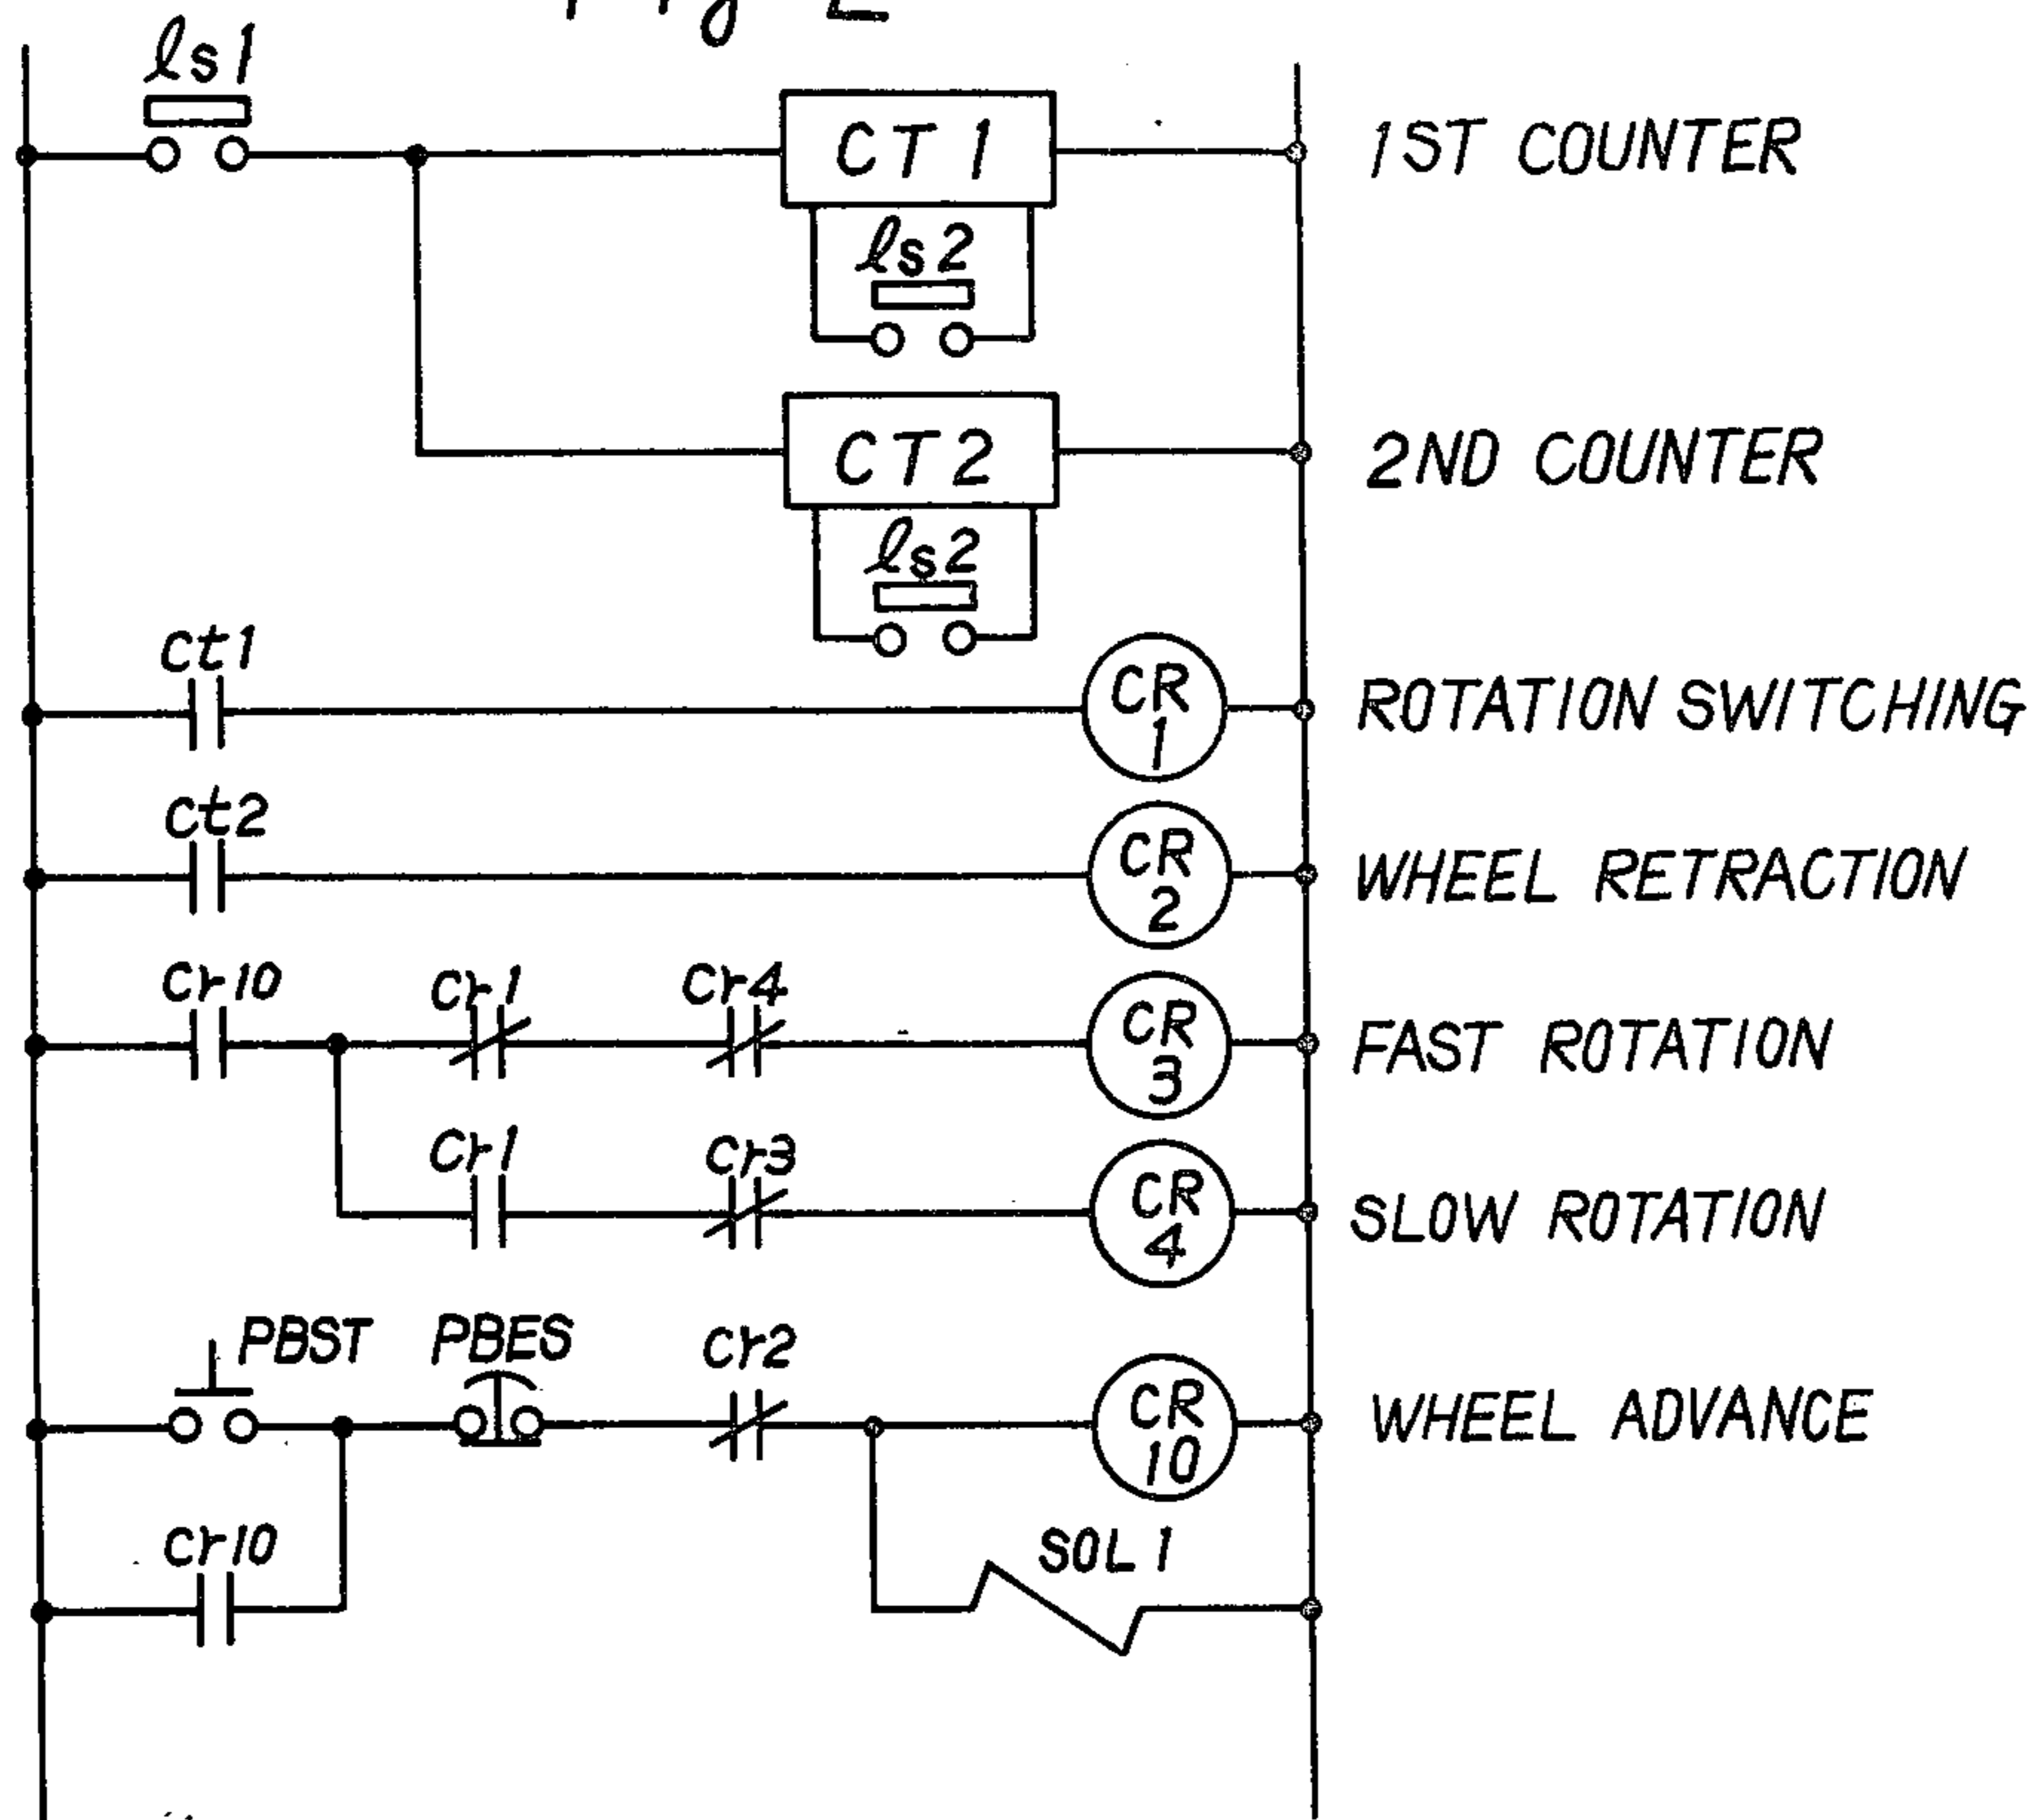 Fig 2
ls1
CT 1
1ST COUNTER
ls2
CT2
2ND COUNTER
ls2
ct1
CR
1
ROTATION SWITCHING
ct2
CR
2
WHEEL RETRACTION
cr10
cr1
cr4
CR
3
FAST ROTATION
cr1
cr3
CR
4
SLOW ROTATION
PBST
PBES
cr2
CR
10
WHEEL ADVANCE
cr10
SOL 1